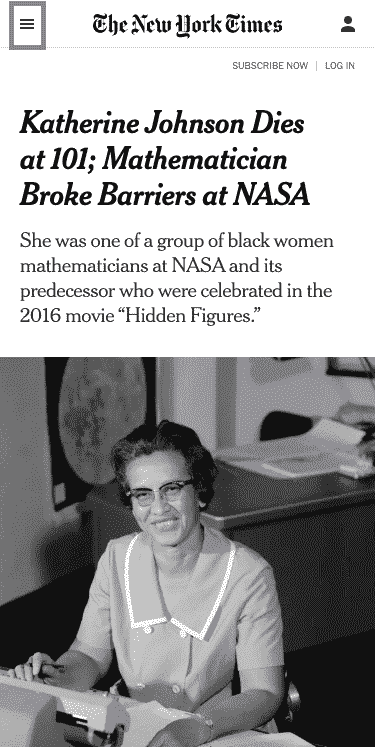 The New York Times
SUBSCRIBE NOW | LOG IN
Katherine Johnson Dies
at 101; Mathematician
Broke Barriers at NASA
She was one of a group of black women
mathematicians at NASA and its
predecessor who were celebrated in the
2016 movie “Hidden Figures.”